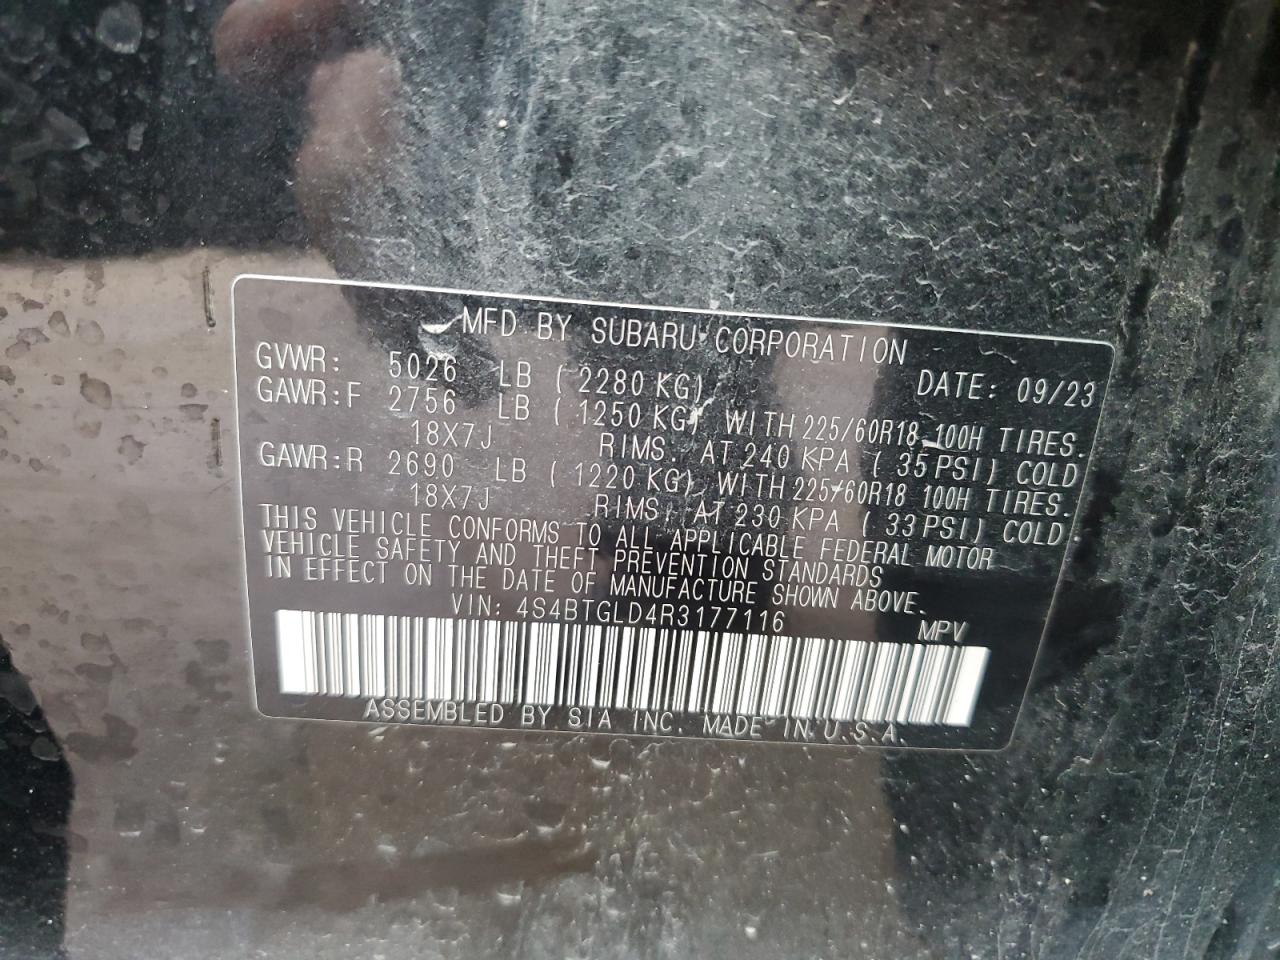 MFD. BY SUBARU CORPORATION
GVWR: 5026 LB ( 2280 KG) DATE: 09/23
GAWR:F 2756 LB ( 1250 KG) WITH 225/60R18 100H TIRES.
18X7J RIMS. AT 240 KPA ( 35 PSI) COLD
GAWR:R 2690 LB ( 1220 KG) WITH 225/60R18 100H TIRES.
18X7J RIMS. AT 230 KPA ( 33 PSI) COLD.
THIS VEHICLE CONFORMS TO ALL APPLICABLE FEDERAL MOTOR
VEHICLE SAFETY AND THEFT PREVENTION STANDARDS
IN EFFECT ON THE DATE OF MANUFACTURE SHOWN ABOVE.
VIN: 4S4BTGLD4R3177116 MPV
ASSEMBLED BY SIA INC. MADE IN U.S.A.